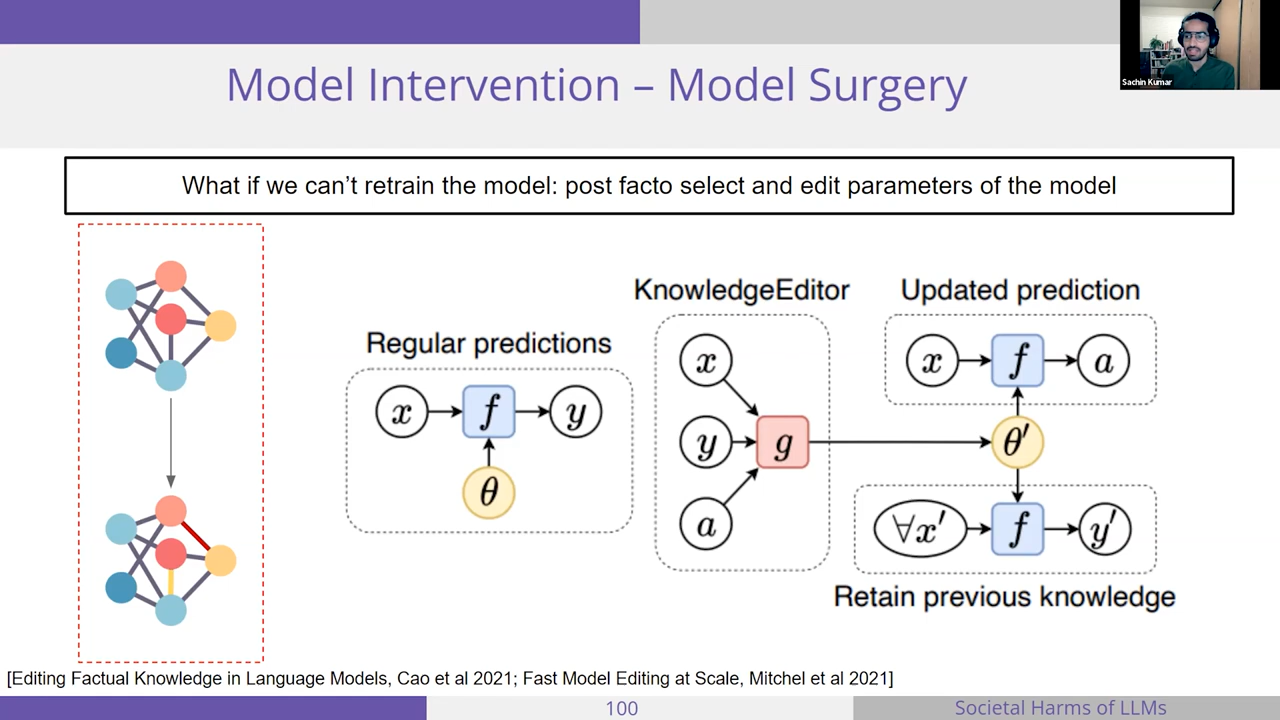 Model Intervention – Model Surgery
Sachin Kumar
What if we can't retrain the model: post facto select and edit parameters of the model
Regular predictions
x f y
θ
KnowledgeEditor
x
y g
a
Updated prediction
x f a
θ′
∀x′ f y′
Retain previous knowledge
[Editing Factual Knowledge in Language Models, Cao et al 2021; Fast Model Editing at Scale, Mitchel et al 2021]
100
Societal Harms of LLMs